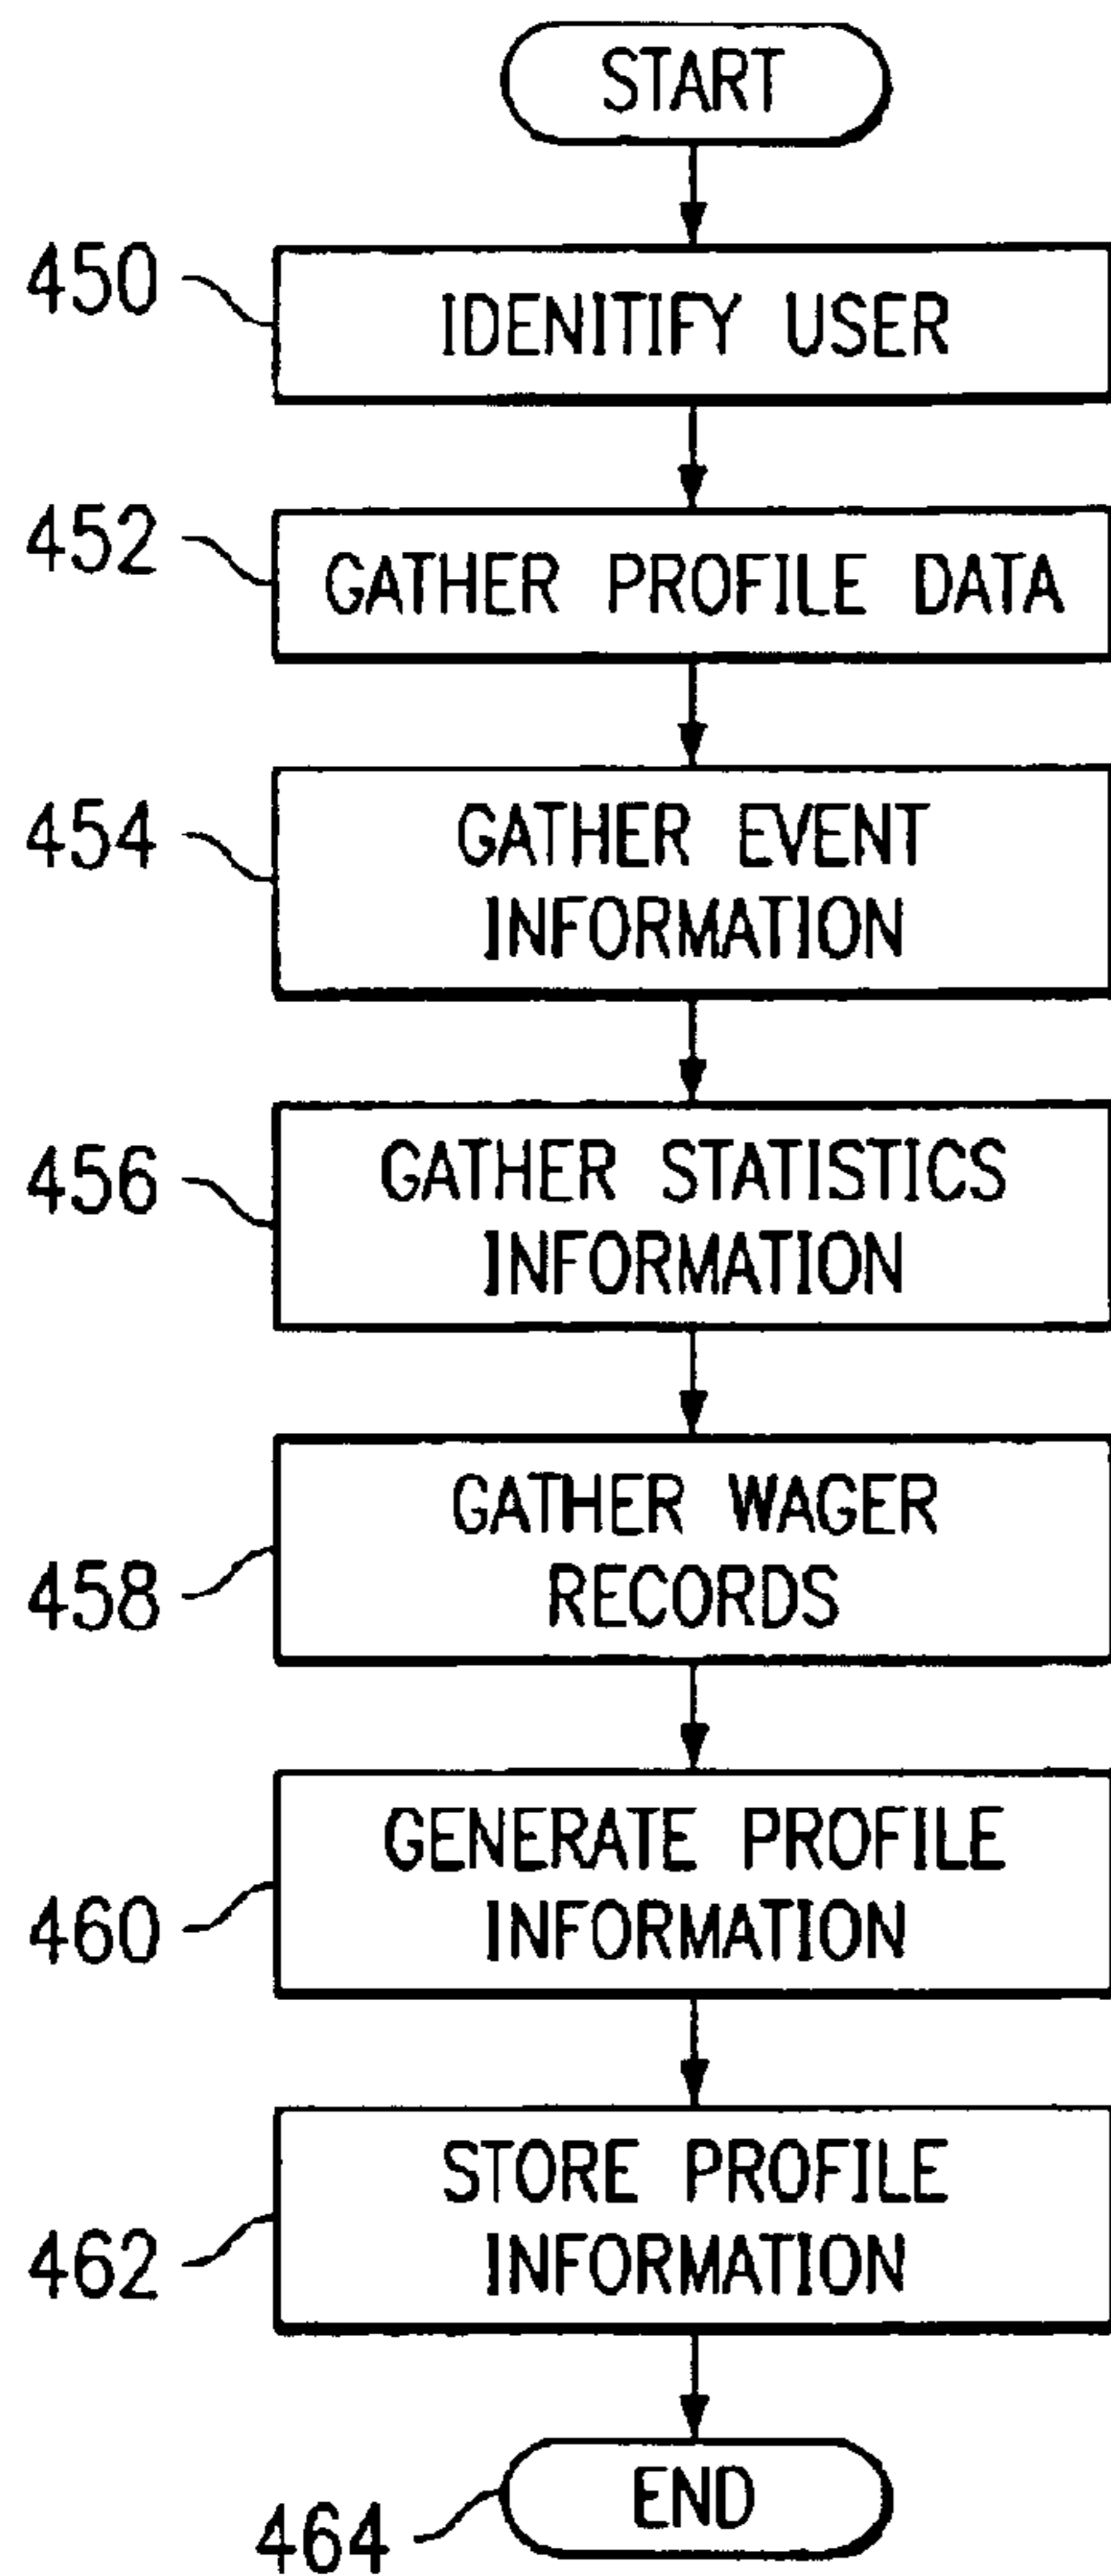 START
450
IDENITIFY USER
452
GATHER PROFILE DATA
454
GATHER EVENT
INFORMATION
456
GATHER STATISTICS
INFORMATION
458
GATHER WAGER
RECORDS
460
GENERATE PROFILE
INFORMATION
462
STORE PROFILE
INFORMATION
464
END